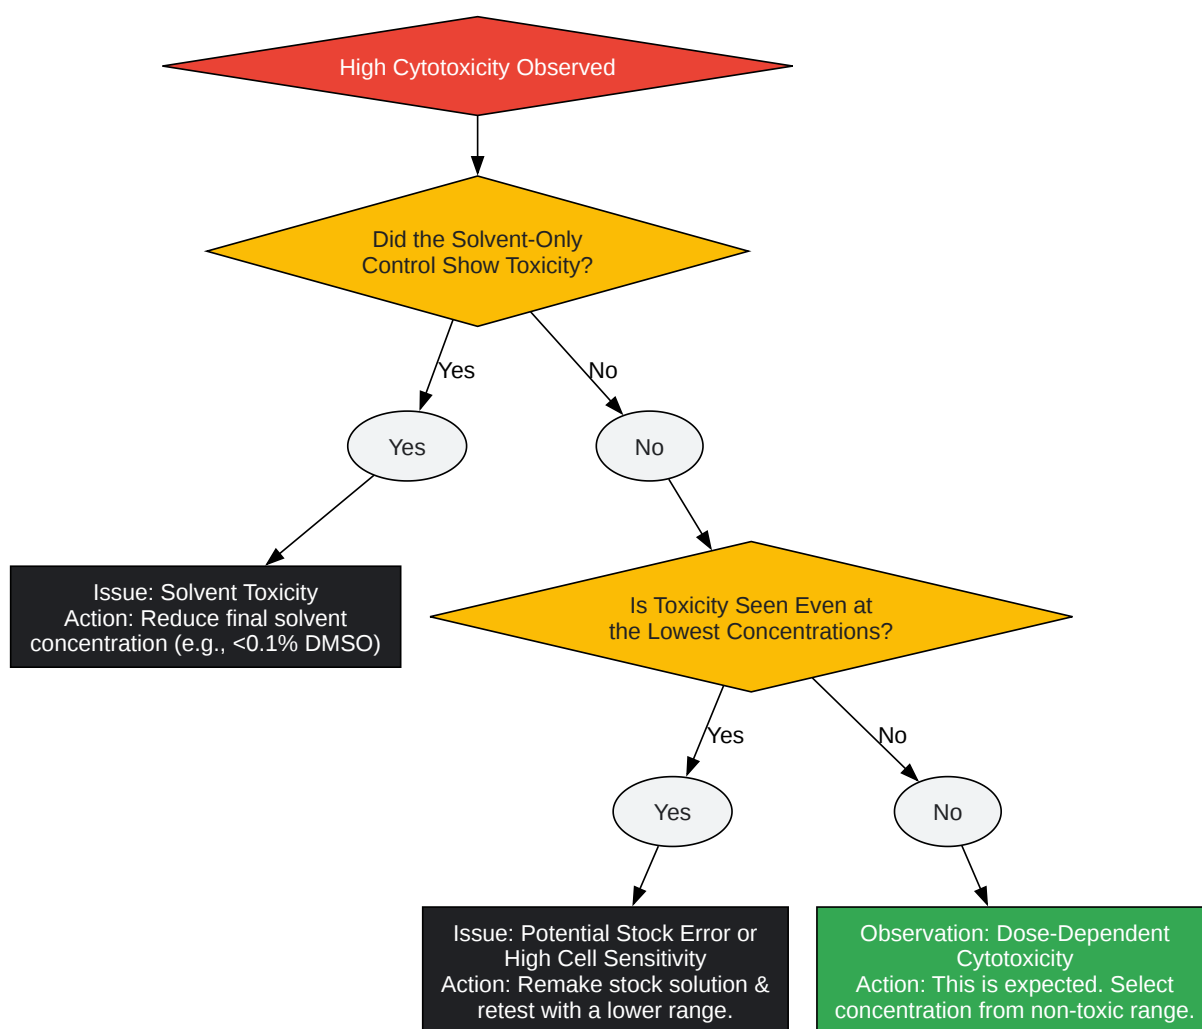 High Cytotoxicity Observed
Did the Solvent-Only
Control Show Toxicity?
Yes
No
Yes
No
Issue: Solvent Toxicity
Action: Reduce final solvent
concentration (e.g., <0.1% DMSO)
Is Toxicity Seen Even at
the Lowest Concentrations?
Yes
No
Yes
No
Issue: Potential Stock Error or
High Cell Sensitivity
Action: Remake stock solution &
retest with a lower range.
Observation: Dose-Dependent
Cytotoxicity
Action: This is expected. Select
concentration from non-toxic range.